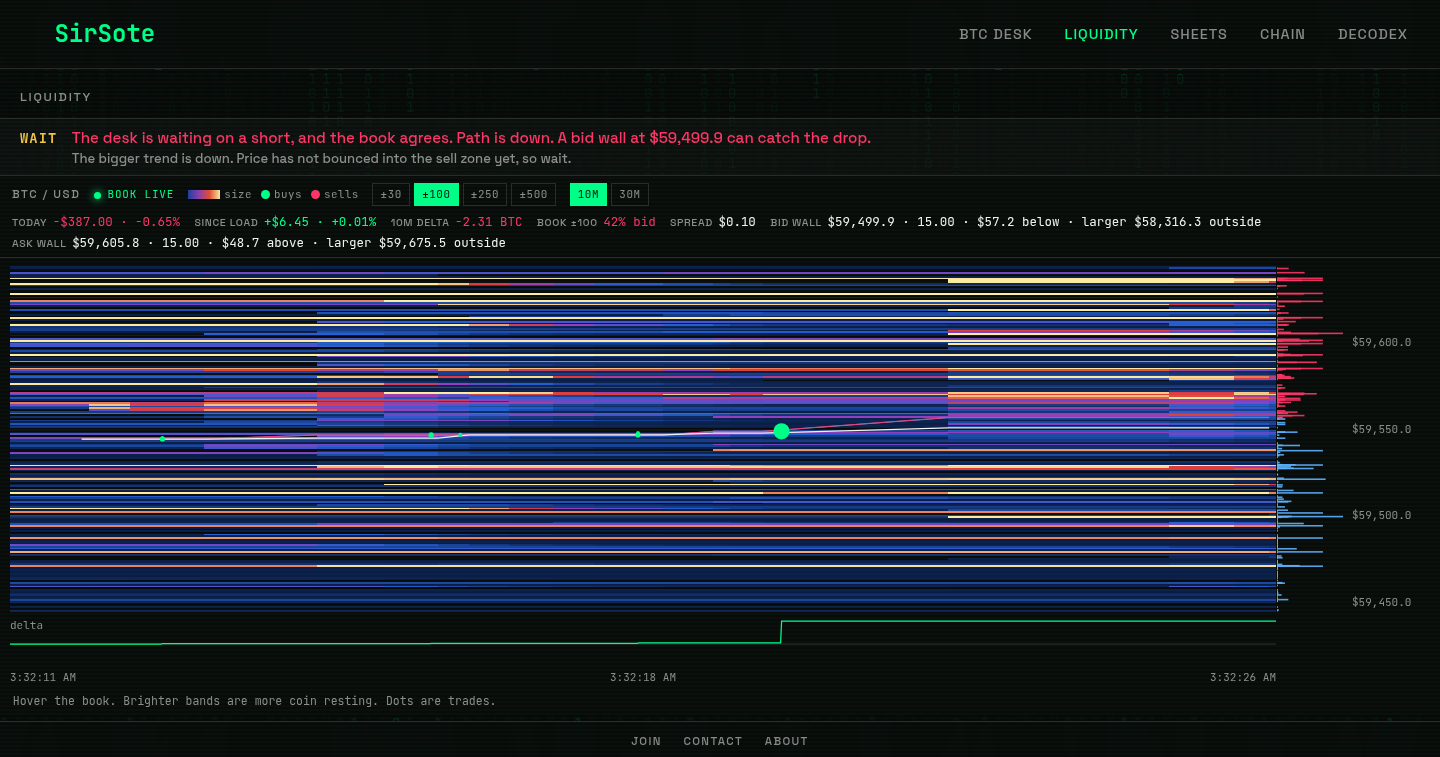 SirSote
BTC DESK LIQUIDITY SHEETS CHAIN DECODEX
LIQUIDITY
WAIT The desk is waiting on a short, and the book agrees. Path is down. A bid wall at $59,499.9 can catch the drop.
The bigger trend is down. Price has not bounced into the sell zone yet, so wait.
BTC / USD BOOK LIVE size buys sells ±30 ±100 ±250 ±500 10M 30M
TODAY -$387.00 · -0.65% SINCE LOAD +$6.45 · +0.01% 10M DELTA -2.31 BTC BOOK ±100 42% bid SPREAD $0.10 BID WALL $59,499.9 · 15.00 · $57.2 below · larger $58,316.3 outside
ASK WALL $59,605.8 · 15.00 · $48.7 above · larger $59,675.5 outside
$59,600.0
$59,550.0
$59,500.0
$59,450.0
delta
3:32:11 AM 3:32:18 AM 3:32:26 AM
Hover the book. Brighter bands are more coin resting. Dots are trades.
JOIN CONTACT ABOUT